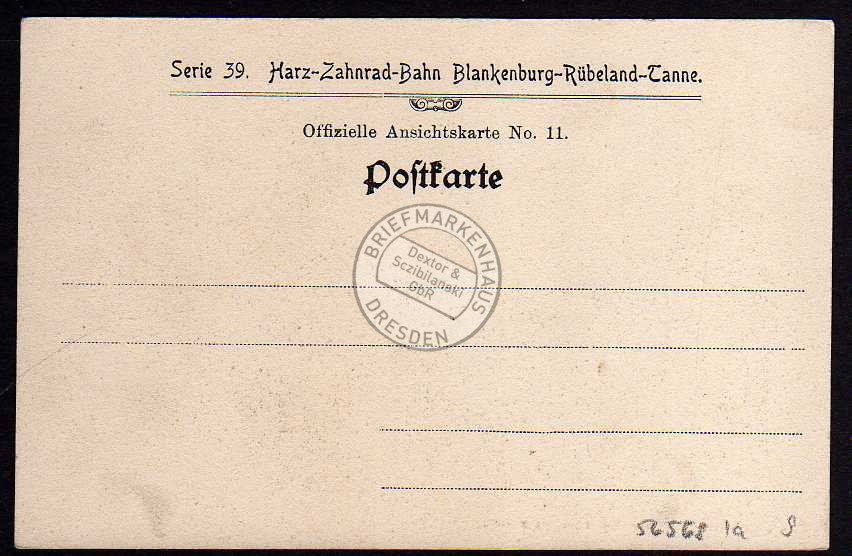 Serie 39. Harz-Zahnrad-Bahn Blankenburg-Rübeland-Tanne.
Offizielle Ansichtskarte No. 11.
Poſtkarte
BRIEFMARKENHAUS
Dextor &
Sczibilanski
GbR
DRESDEN
56568 Ia